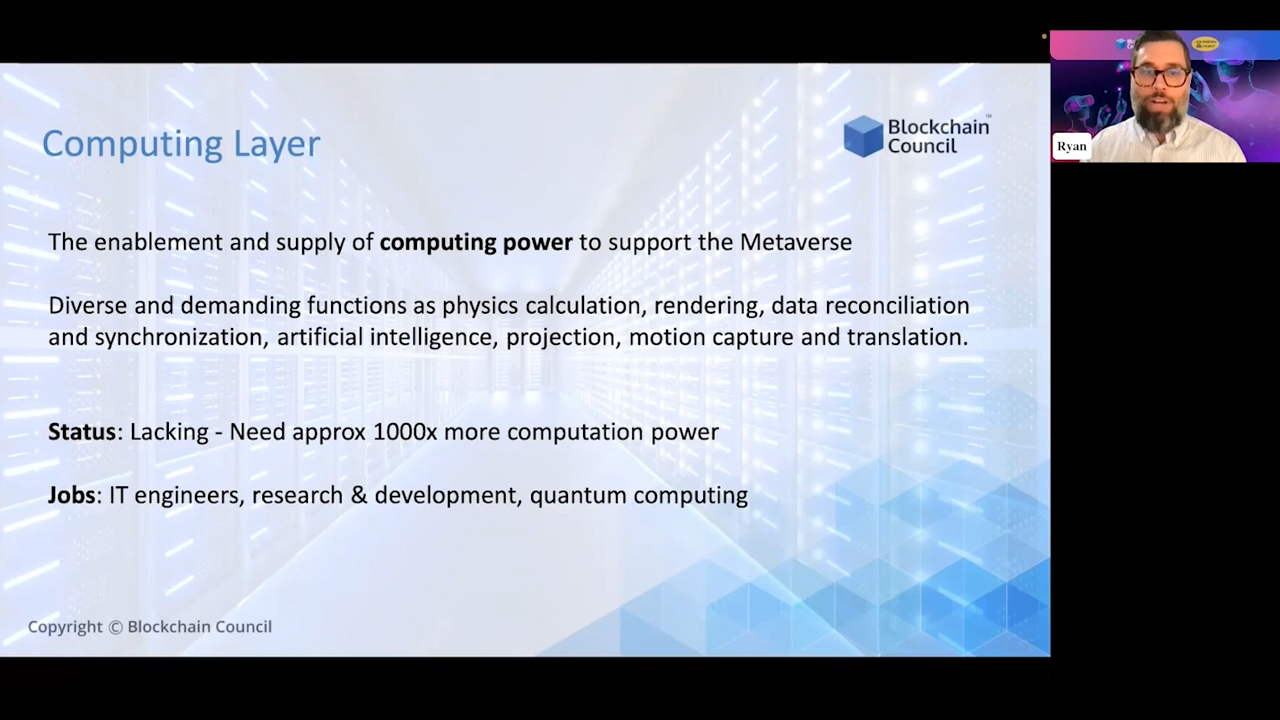 Computing Layer
Blockchain
Council
™
The enablement and supply of computing power to support the Metaverse
Diverse and demanding functions as physics calculation, rendering, data reconciliation
and synchronization, artificial intelligence, projection, motion capture and translation.
Status: Lacking - Need approx 1000x more computation power
Jobs: IT engineers, research & development, quantum computing
Copyright © Blockchain Council
Ryan